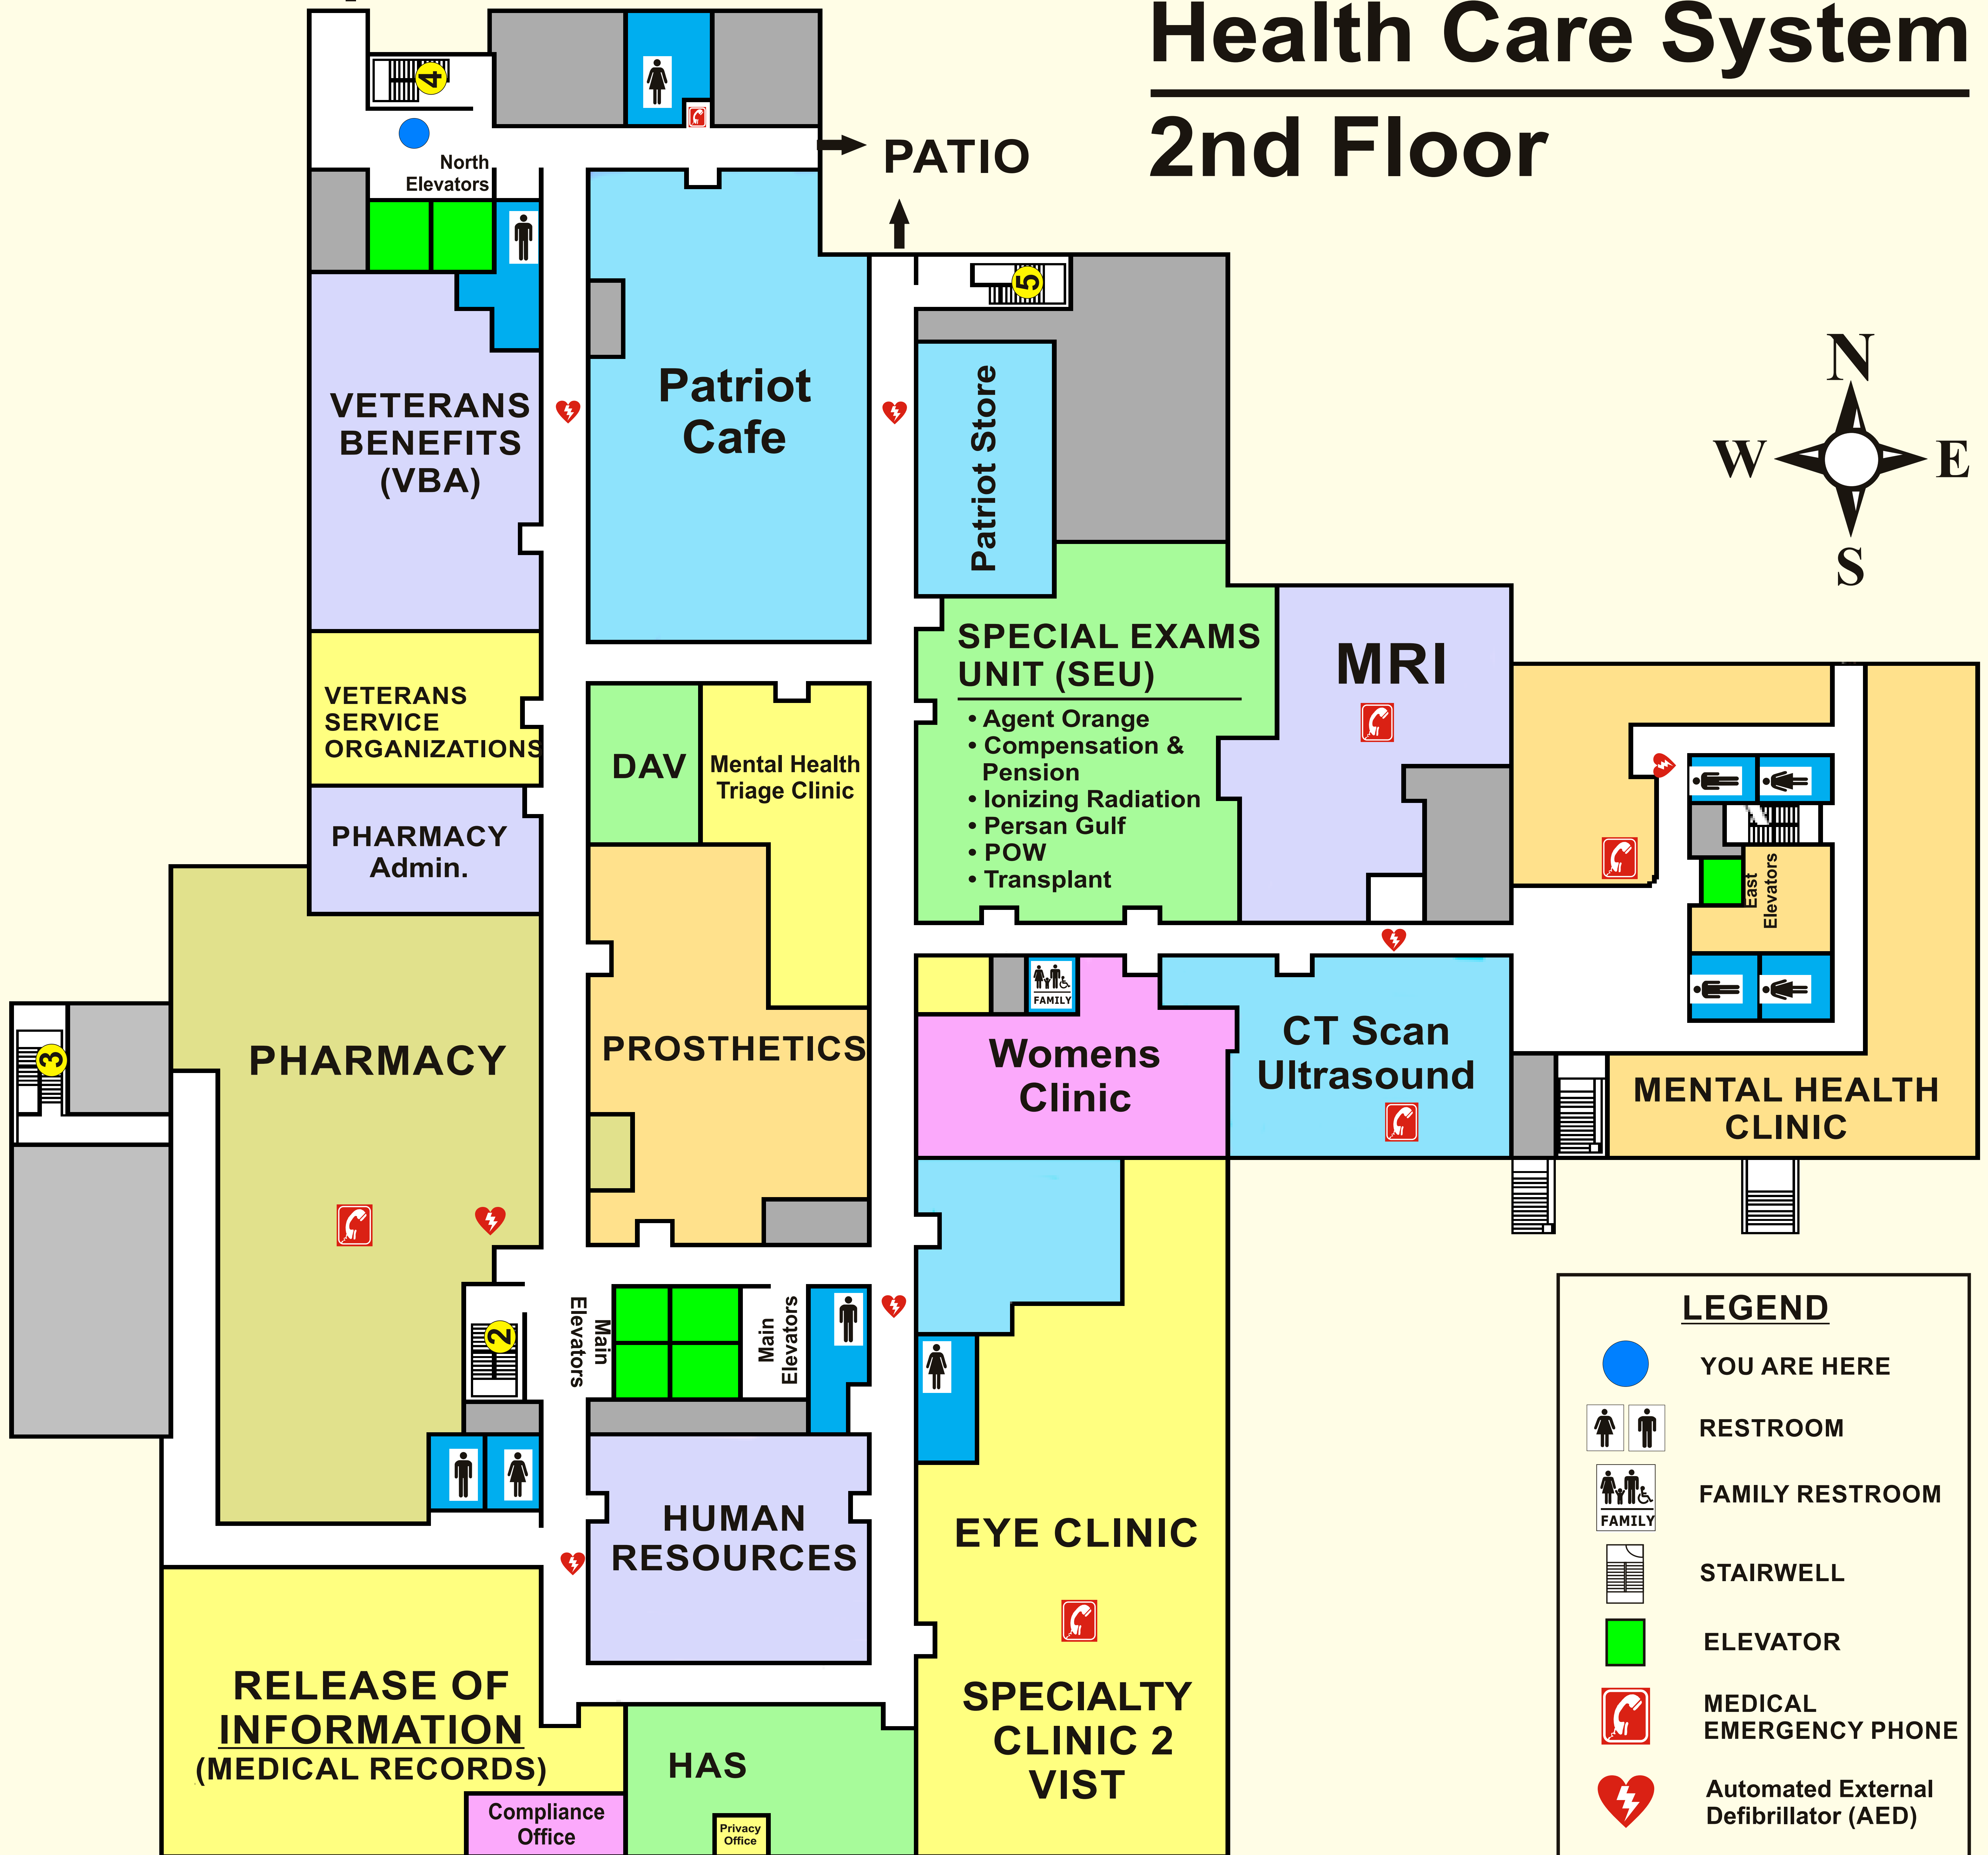 Health Care System
2nd Floor
4
North
Elevators
PATIO
5
N
W
E
S
VETERANS
BENEFITS
(VBA)
Patriot
Cafe
Patriot Store
VETERANS
SERVICE
ORGANIZATIONS
DAV
Mental Health
Triage Clinic
SPECIAL EXAMS
UNIT (SEU)
• Agent Orange
• Compensation &
Pension
• Ionizing Radiation
• Persan Gulf
• POW
• Transplant
MRI
East
Elevators
PHARMACY
Admin.
3
PHARMACY
PROSTHETICS
FAMILY
Womens
Clinic
CT Scan
Ultrasound
MENTAL HEALTH
CLINIC
2
Main
Elevators
Main
Elevators
HUMAN
RESOURCES
EYE CLINIC
SPECIALTY
CLINIC 2
VIST
RELEASE OF
INFORMATION
(MEDICAL RECORDS)
HAS
Compliance
Office
Privacy
Office
LEGEND
YOU ARE HERE
RESTROOM
FAMILY
FAMILY RESTROOM
STAIRWELL
ELEVATOR
MEDICAL
EMERGENCY PHONE
Automated External
Defibrillator (AED)